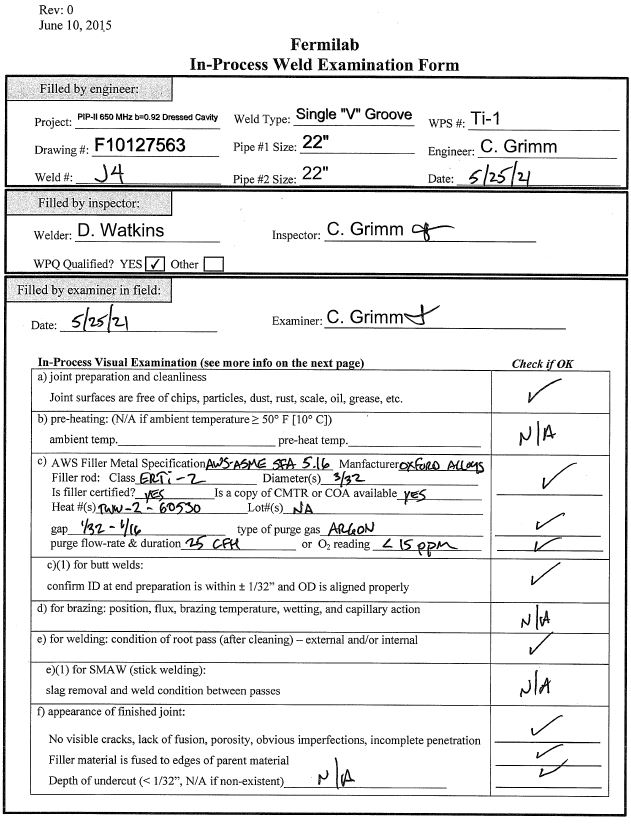 Rev: 0
June 10, 2015
Fermilab
In-Process Weld Examination Form
Filled by engineer:
Project: PIP-II 650 MHz b=0.92 Dressed Cavity Weld Type: Single "V" Groove WPS #: Ti-1
Drawing #: F10127563 Pipe #1 Size: 22" Engineer: C. Grimm
Weld #: J4 Pipe #2 Size: 22" Date: 5/25/21
Filled by inspector:
Welder: D. Watkins Inspector: C. Grimm
WPQ Qualified? YES ✓ Other
Filled by examiner in field:
Date: 5/25/21 Examiner: C. Grimm
In-Process Visual Examination (see more info on the next page) Check if OK
a) joint preparation and cleanliness
Joint surfaces are free of chips, particles, dust, rust, scale, oil, grease, etc. ✓
b) pre-heating: (N/A if ambient temperature ≥ 50° F [10° C])
ambient temp. pre-heat temp. N/A
c) AWS Filler Metal Specification AWS-ASME SFA 5.16 Manfacturer OXFORD ALLOYS
Filler rod: Class ERTi-2 Diameter(s) 3/32 ✓
Is filler certified? YES Is a copy of CMTR or COA available YES
Heat #(s) TWW-2-60530 Lot#(s) NA
gap 1/32 - 1/16 type of purge gas ARGON ✓
purge flow-rate & duration 25 CFH or O₂ reading < 15 ppm ✓
c)(1) for butt welds:
confirm ID at end preparation is within ± 1/32" and OD is aligned properly ✓
d) for brazing: position, flux, brazing temperature, wetting, and capillary action N/A
e) for welding: condition of root pass (after cleaning) – external and/or internal ✓
e)(1) for SMAW (stick welding):
slag removal and weld condition between passes N/A
f) appearance of finished joint:
No visible cracks, lack of fusion, porosity, obvious imperfections, incomplete penetration ✓
Filler material is fused to edges of parent material ✓
Depth of undercut (< 1/32", N/A if non-existent) N/A ✓